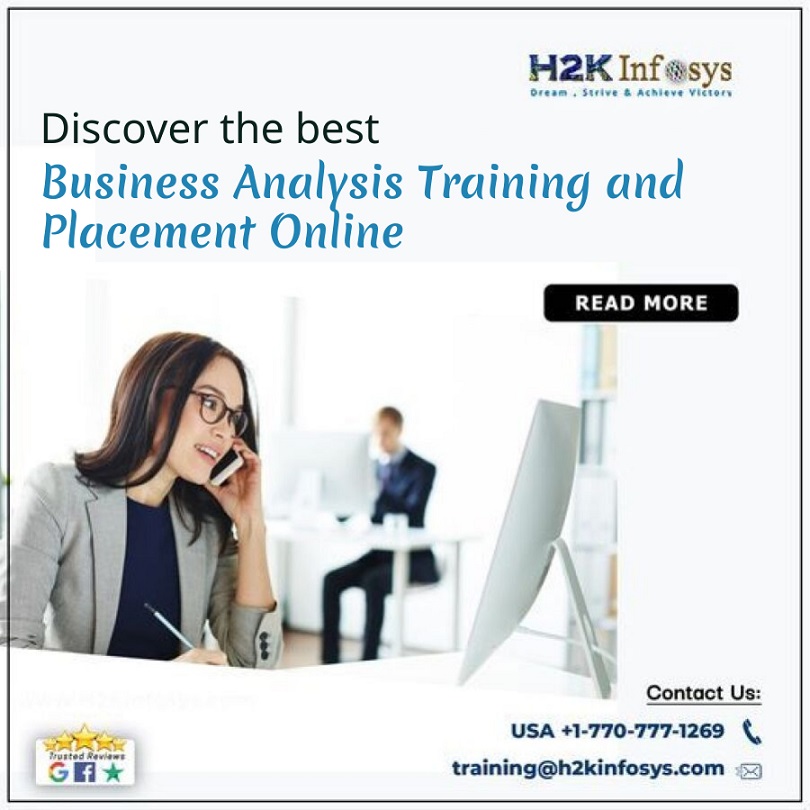 H2K Infosys
Dream , Strive & Achieve Victory
Discover the best
Business Analysis Training and
Placement Online
READ MORE
Contact Us:
USA +1-770-777-1269
training@h2kinfosys.com
Trusted Reviews